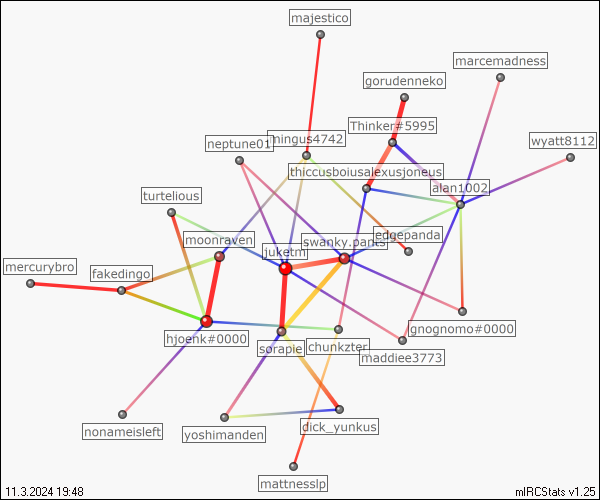 majestico
marcemadness
gorudenneko
Thinker#5995
wyatt8112
neptune01
mingus4742
thiccusboiusalexusjoneus
alan1002
turtelious
moonraven
juketm
swanky.pants
edgepanda
mercurybro
fakedingo
hjoenk#0000
sorapie
chunkzter
maddiee3773
gnognomo#0000
nonameisleft
yoshimanden
dick_yunkus
mattnesslp
11.3.2024 19:48
mIRCStats v1.25